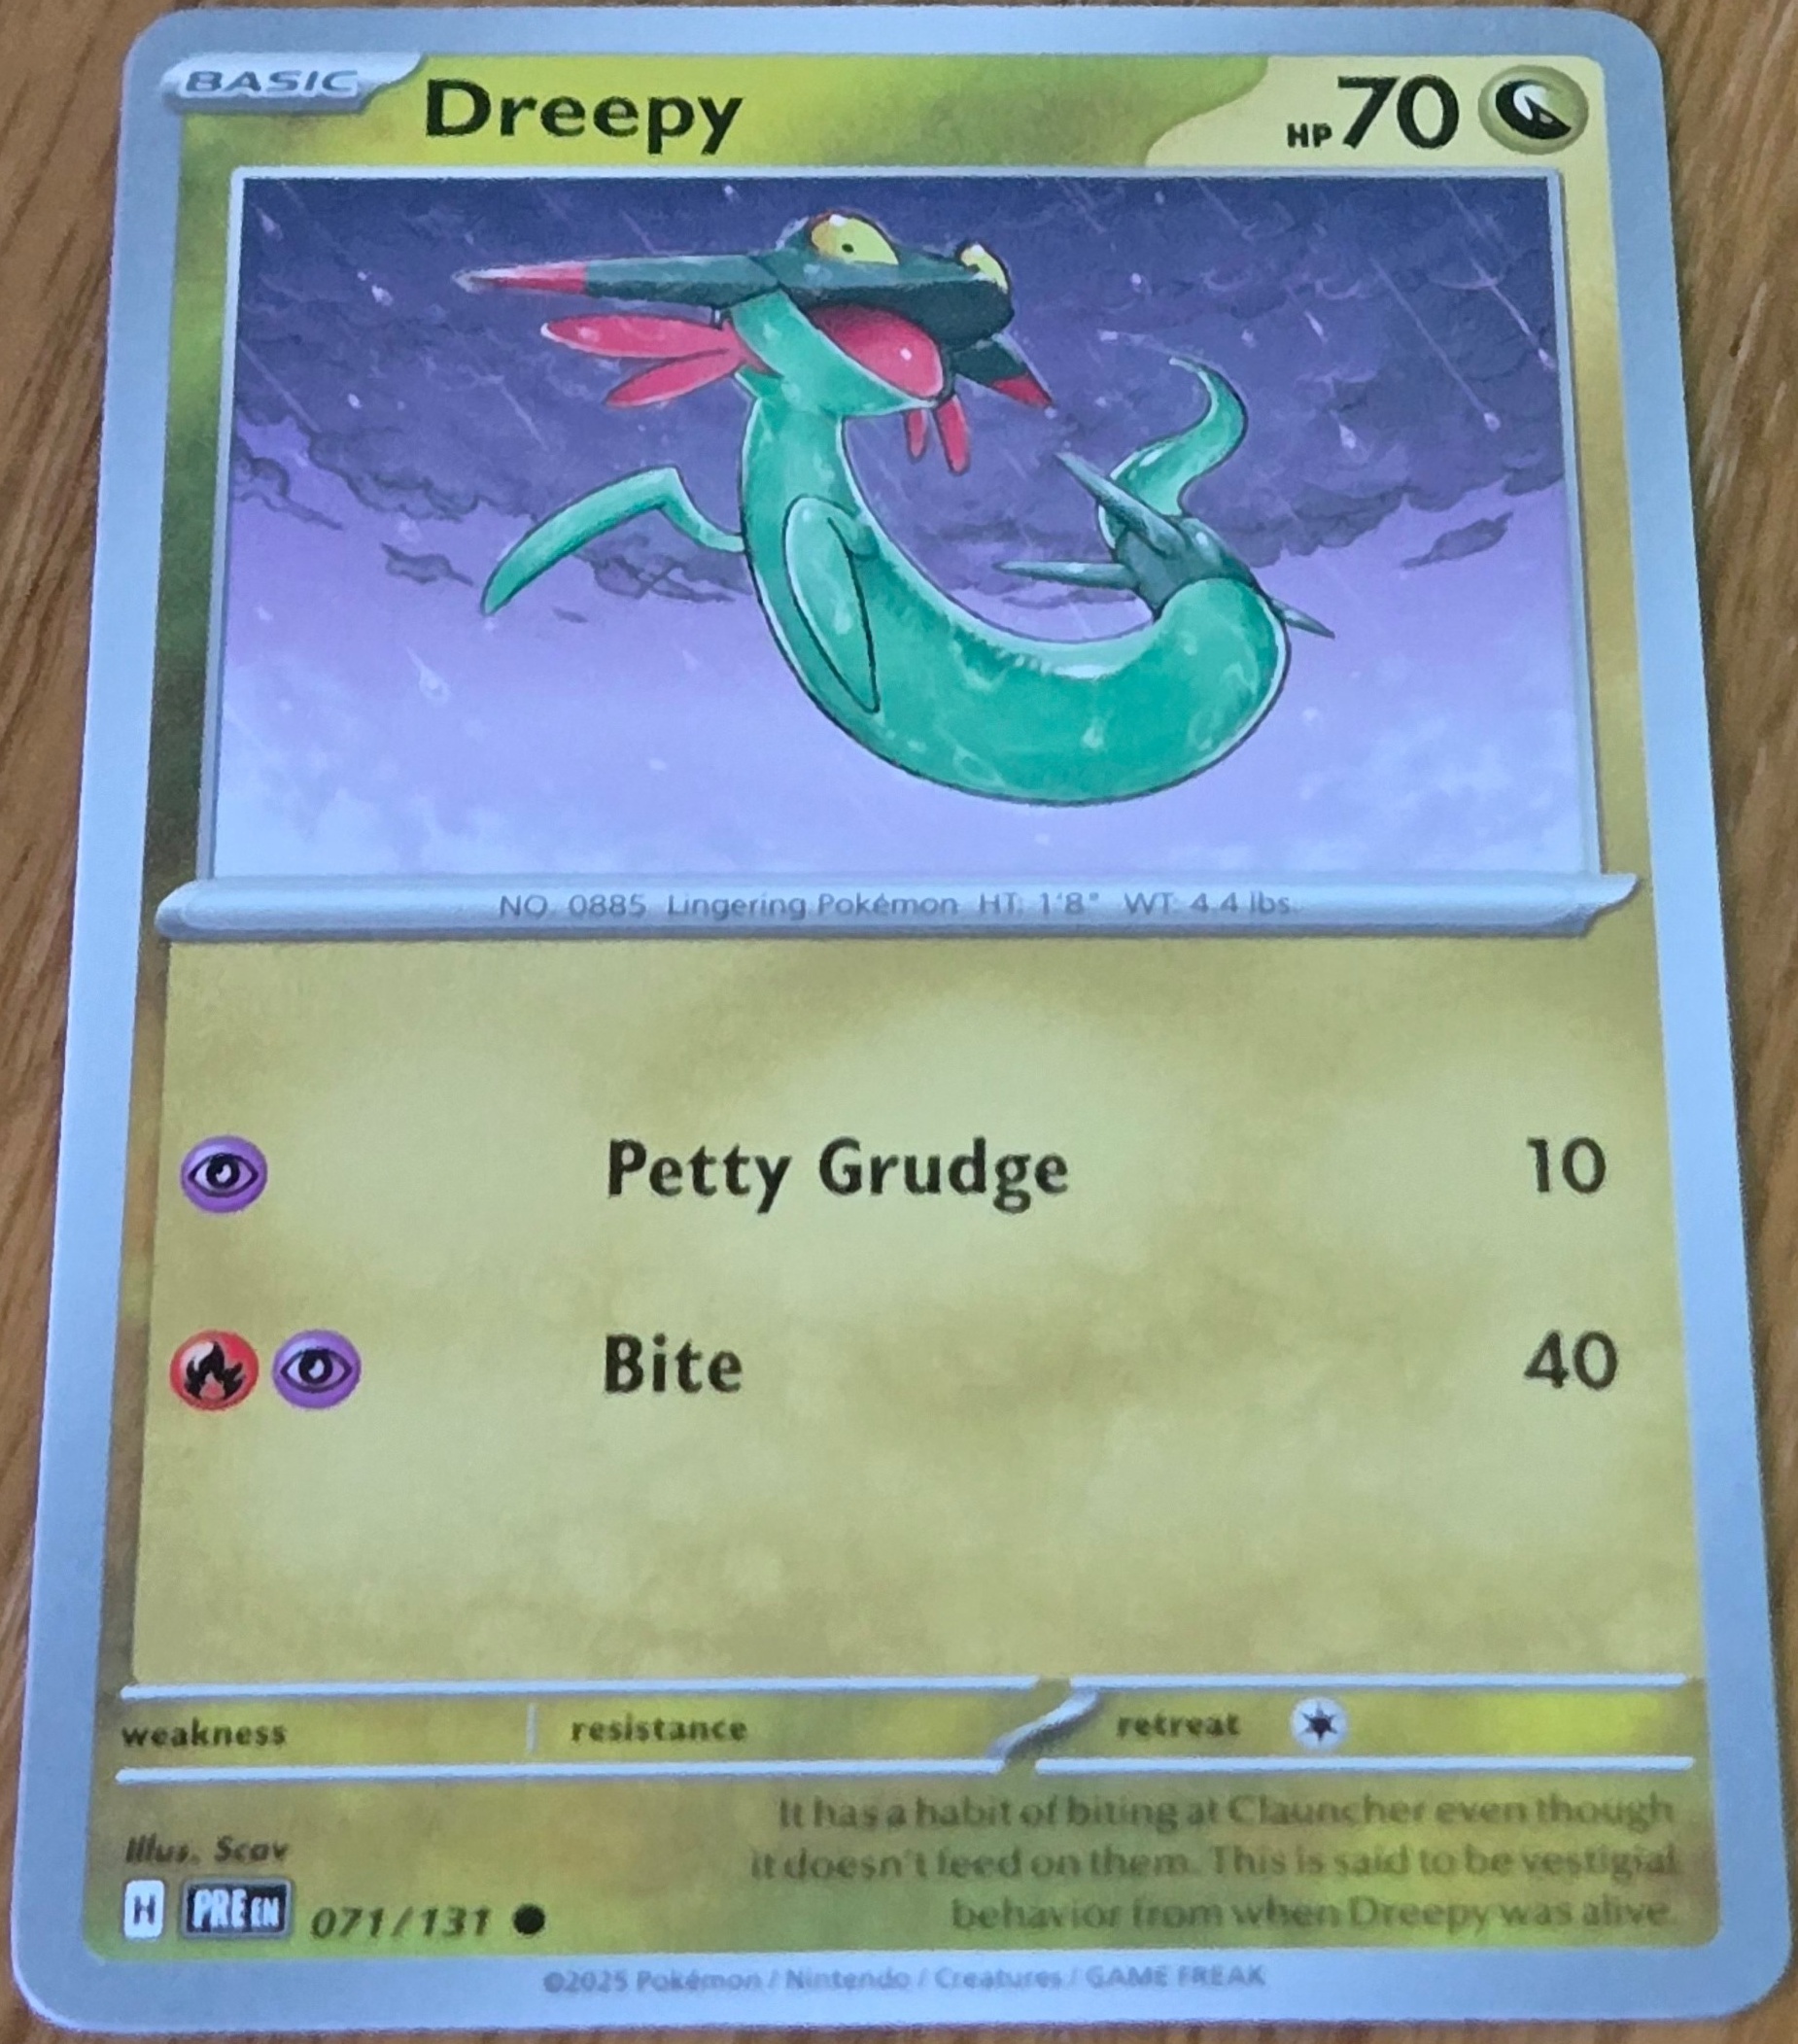 BASIC Dreepy HP 70
NO. 0885 Lingering Pokémon HT: 1'8" WT: 4.4 lbs.
Petty Grudge 10
Bite 40
weakness resistance retreat
It has a habit of biting at Clauncher even though
it doesn't feed on them. This is said to be vestigial
behavior from when Dreepy was alive.
Illus. Scav
H PRE EN 071/131
©2025 Pokémon / Nintendo / Creatures / GAME FREAK